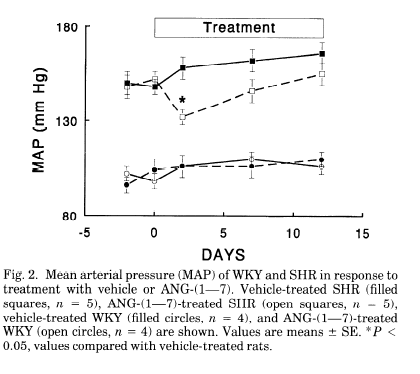 Treatment
180
130
80
MAP (mm Hg)
*
-5
0
5
10
15
DAYS
Fig. 2. Mean arterial pressure (MAP) of WKY and SHR in response to
treatment with vehicle or ANG-(1—7). Vehicle-treated SHR (filled
squares, n = 5), ANG-(1—7)-treated SHR (open squares, n = 5),
vehicle-treated WKY (filled circles, n = 4), and ANG-(1—7)-treated
WKY (open circles, n = 4) are shown. Values are means ± SE. *P <
0.05, values compared with vehicle-treated rats.